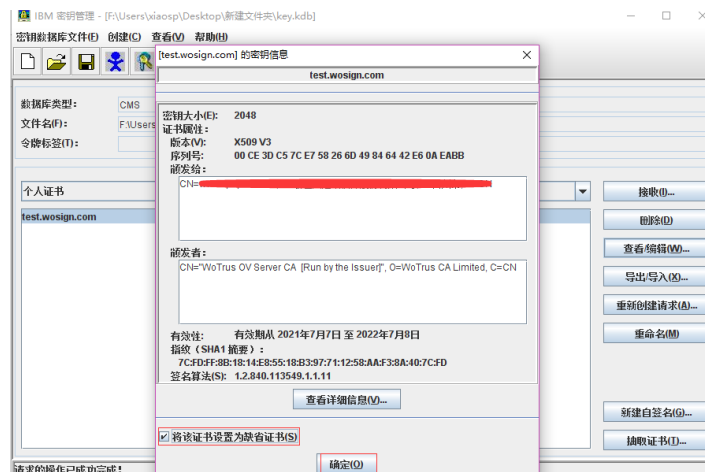 IBM 密钥管理 - [F:\Users\xiaosp\Desktop\新建文件夹\key.kdb]
密钥数据库文件(F) 创建(C) 查看(V) 帮助(H)
[test.wosign.com] 的密钥信息
test.wosign.com
数据库类型: CMS
文件名(F): F:\Users
令牌标签(T):
密钥大小(E): 2048
证书属性:
版本(V): X509 V3
序列号: 00 CE 3D C5 7C E7 58 26 6D 49 84 64 42 E6 0A EABB
颁发给:
CN=
个人证书
test.wosign.com
颁发者:
CN="WoTrus OV Server CA [Run by the Issuer]", O=WoTrus CA Limited, C=CN
有效性: 有效期从 2021年7月7日 至 2022年7月8日
指纹（SHA1 摘要）:
7C:FD:FF:8B:18:14:E8:55:18:B3:97:71:12:58:AA:F3:8A:40:7C:FD
签名算法(S): 1.2.840.113549.1.1.11
查看详细信息(V)...
将该证书设置为缺省证书(S)
确定(O)
接收(I)...
删除(D)
查看/编辑(W)...
导出/导入(X)...
重新创建请求(A)...
重命名(M)
新建自签名(G)...
抽取证书(T)...
请求的操作已成功完成!